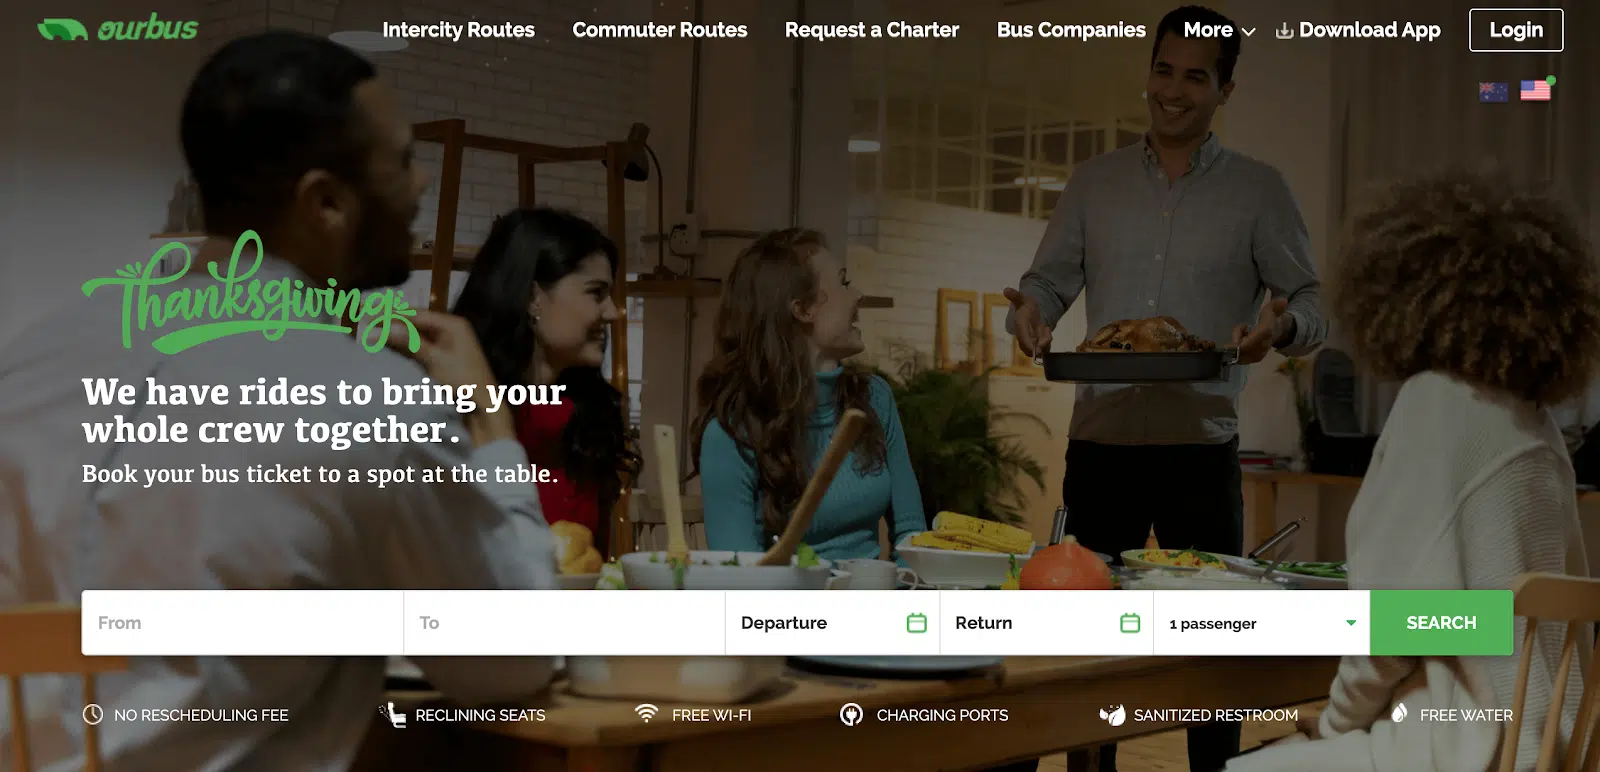 ourbus
Intercity Routes
Commuter Routes
Request a Charter
Bus Companies
More
Download App
Login
Thanksgiving
We have rides to bring your
whole crew together.
Book your bus ticket to a spot at the table.
From
To
Departure
Return
1 passenger
SEARCH
NO RESCHEDULING FEE
RECLINING SEATS
FREE WI-FI
CHARGING PORTS
SANITIZED RESTROOM
FREE WATER